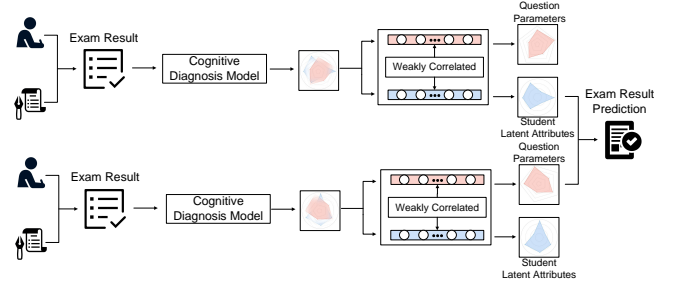 Question
Parameters
Exam Result
Cognitive
Diagnosis Model
Weakly Correlated
Student
Latent Attributes
Exam Result
Prediction
Question
Parameters
Exam Result
Cognitive
Diagnosis Model
Weakly Correlated
Student
Latent Attributes